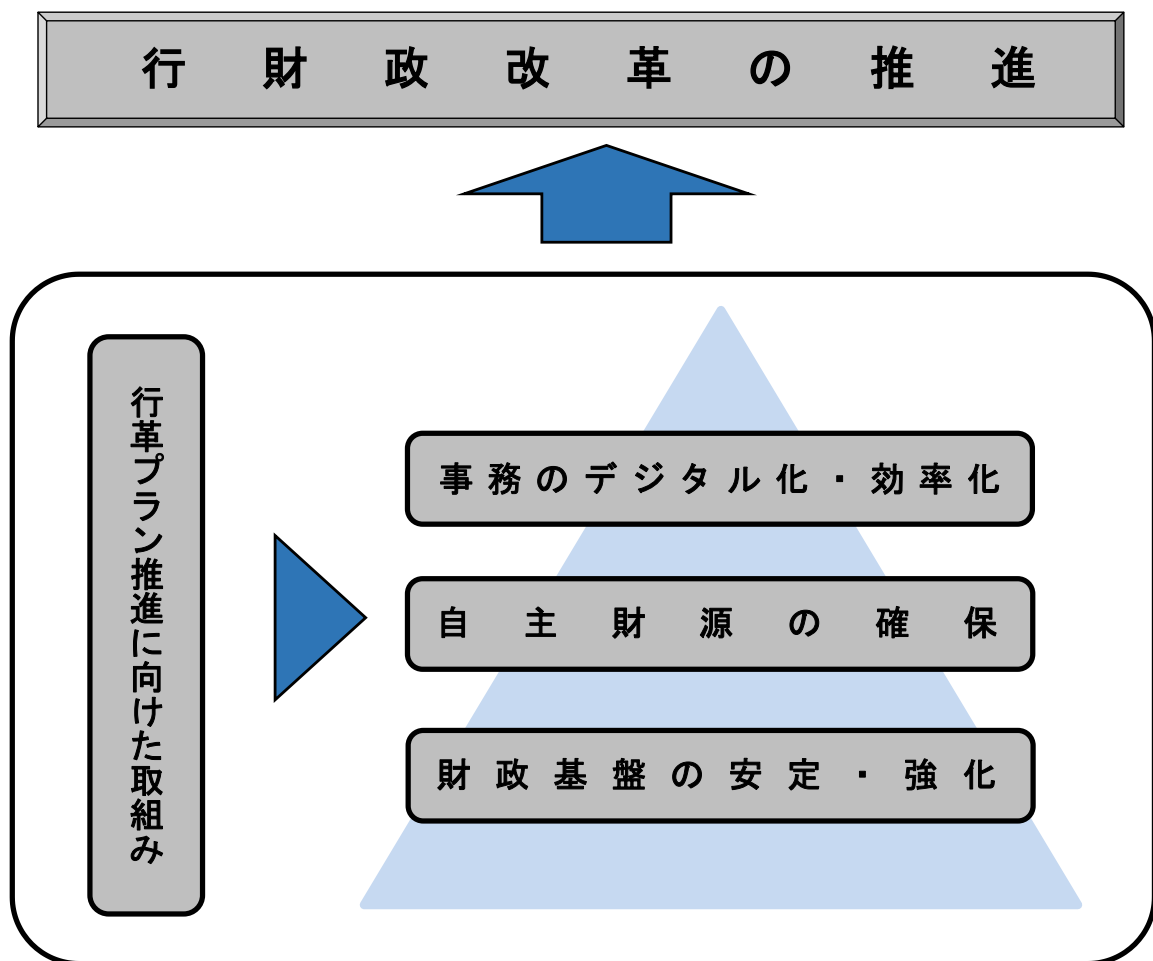 行財政改革の推進
行革プラン推進に向けた取組み
事務のデジタル化・効率化
自主財源の確保
財政基盤の安定・強化